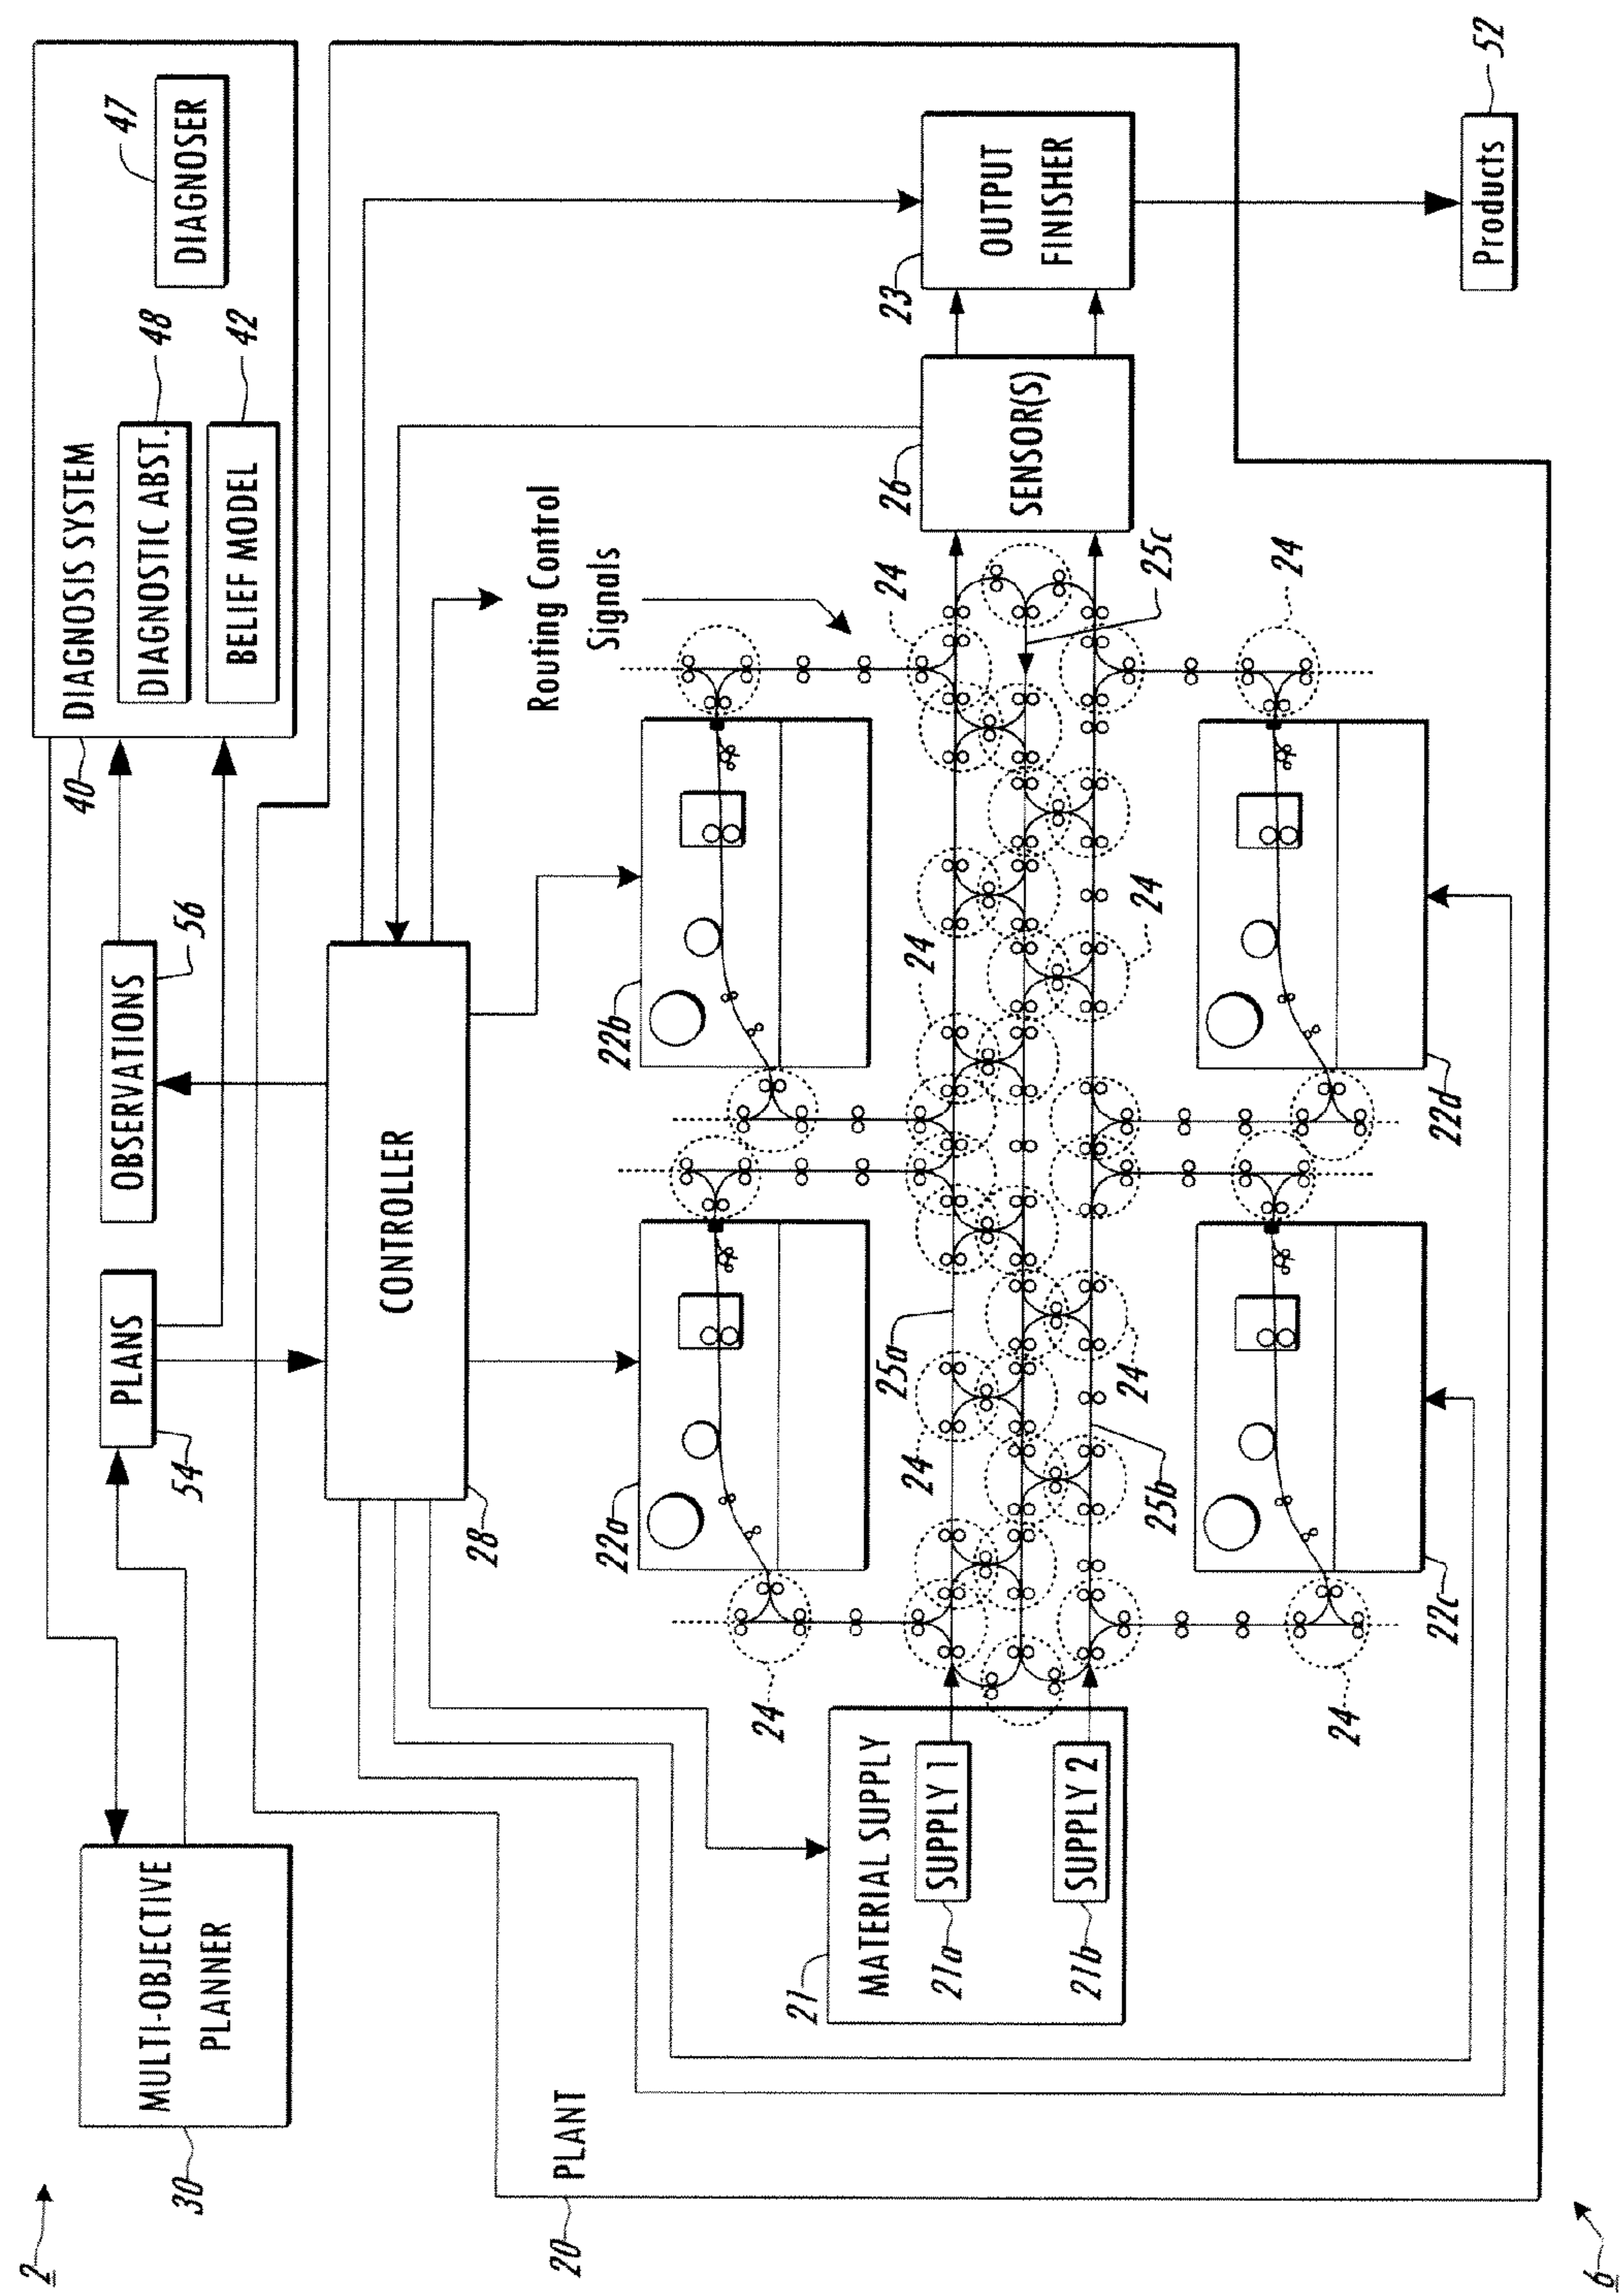 2
MULTI-OBJECTIVE
PLANNER
30
PLANS
54
OBSERVATIONS
56
DIAGNOSIS SYSTEM
40
DIAGNOSTIC ABST.
48
BELIEF MODEL
42
DIAGNOSER
47
PLANT
20
CONTROLLER
28
Routing Control
Signals
22a
22b
24
24
24
24
24
25a
MATERIAL SUPPLY
21
SUPPLY 1
21a
SUPPLY 2
21b
SENSOR(S)
26
OUTPUT
FINISHER
23
25b
25c
24
24
24
24
22c
22d
Products
52
6